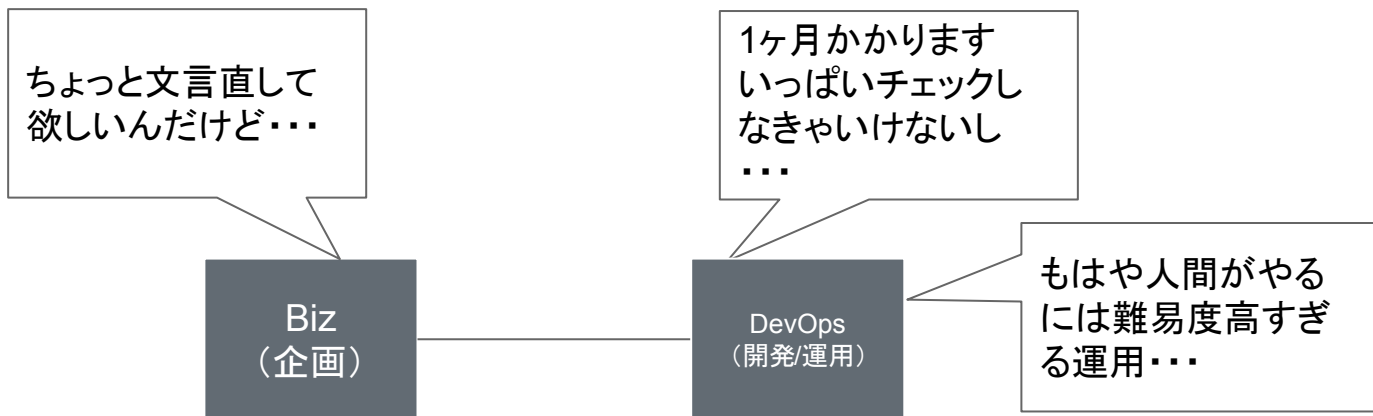 ちょっと文言直して
欲しいんだけど・・・
1ヶ月かかります
いっぱいチェックし
なきゃいけないし
・・・
もはや人間がやる
には難易度高すぎ
る運用・・・
Biz
（企画）
DevOps
（開発/運用）